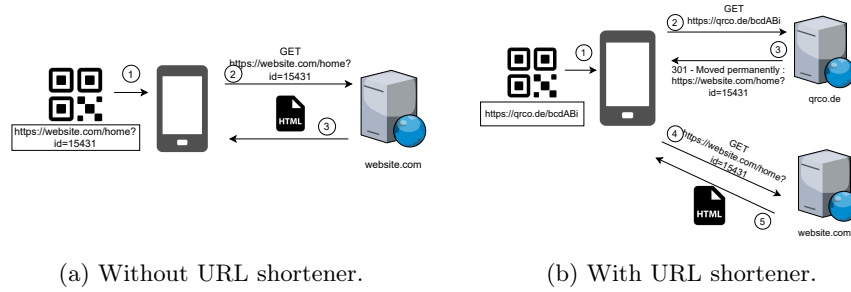 1
https://website.com/home?
id=15431
2
GET
https://website.com/home?
id=15431
HTML
3
website.com
(a) Without URL shortener.
1
https://qrco.de/bcdABi
GET
2
https://qrco.de/bcdABi
3
301 - Moved permanently :
https://website.com/home?
id=15431
qrco.de
4
GET
https://website.com/home?
id=15431
HTML
5
website.com
(b) With URL shortener.